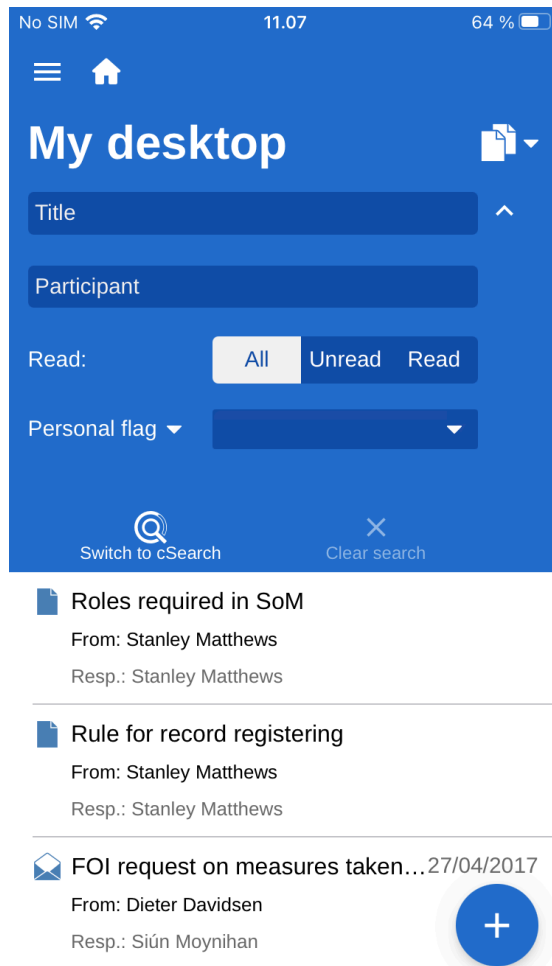 No SIM 11.07 64 %
My desktop
Title
Participant
Read: All Unread Read
Personal flag
Switch to cSearch Clear search
Roles required in SoM
From: Stanley Matthews
Resp.: Stanley Matthews
Rule for record registering
From: Stanley Matthews
Resp.: Stanley Matthews
FOI request on measures taken... 27/04/2017
From: Dieter Davidsen
Resp.: Siún Moynihan